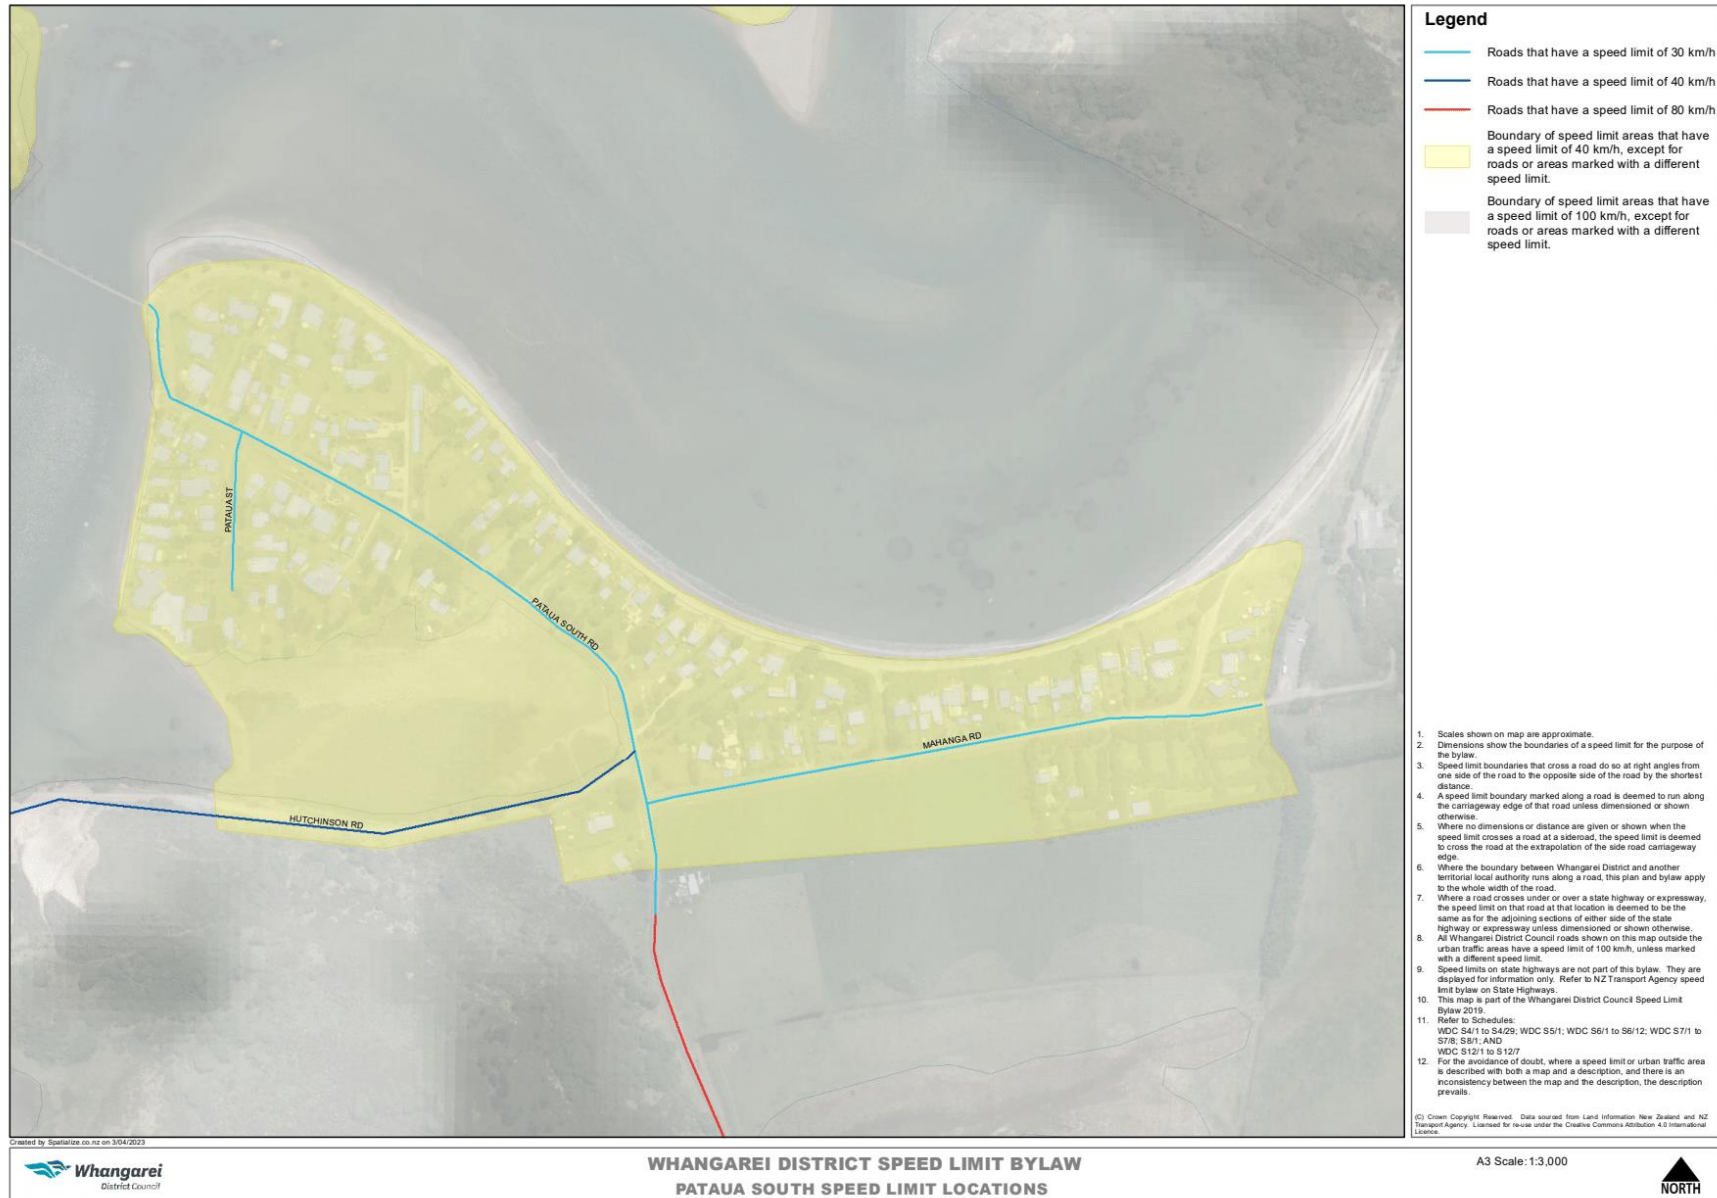 PATAUA ST
PATAUA SOUTH RD
MAHANGA RD
HUTCHINSON RD
Legend
Roads that have a speed limit of 30 km/h
Roads that have a speed limit of 40 km/h
Roads that have a speed limit of 80 km/h
Boundary of speed limit areas that have
a speed limit of 40 km/h, except for
roads or areas marked with a different
speed limit.
Boundary of speed limit areas that have
a speed limit of 100 km/h, except for
roads or areas marked with a different
speed limit.
1. Scales shown on map are approximate.
2. Dimensions show the boundaries of a speed limit for the purpose of
the bylaw.
3. Speed limit boundaries that cross a road do so at right angles from
one side of the road to the opposite side of the road by the shortest
distance.
4. A speed limit boundary marked along a road is deemed to run along
the carriageway edge of that road unless dimensioned or shown
otherwise.
5. Where no dimensions or distance are given or shown when the
speed limit crosses a road at a sideroad, the speed limit is deemed
to cross the road at the extrapolation of the side road carriageway
edge.
6. Where the boundary between Whangarei District and another
territorial local authority runs along a road, this plan and bylaw apply
to the whole width of the road.
7. Where a road crosses under or over a state highway or expressway,
the speed limit on that road at that location is deemed to be the
same as for the adjoining sections of either side of the state
highway or expressway unless dimensioned or shown otherwise.
8. All Whangarei District Council roads shown on this map outside the
urban traffic areas have a speed limit of 100 km/h, unless marked
with a different speed limit.
9. Speed limits on state highways are not part of this bylaw. They are
displayed for information only. Refer to NZ Transport Agency speed
limit bylaw on State Highways.
10. This map is part of the Whangarei District Council Speed Limit
Bylaw 2019.
11. Refer to Schedules:
WDC S4/1 to S4/29; WDC S5/1; WDC S6/1 to S6/12; WDC S7/1 to
S7/8; S8/1; AND
WDC S12/1 to S12/7
12. For the avoidance of doubt, where a speed limit or urban traffic area
is described with both a map and a description, and there is an
inconsistency between the map and the description, the description
prevails.
(C) Crown Copyright Reserved. Data sourced from Land Information New Zealand and NZ
Transport Agency. Licensed for re-use under the Creative Commons Attribution 4.0 International
Licence.
Created by Spatialize.co.nz on 3/04/2023
Whangarei
District Council
WHANGAREI DISTRICT SPEED LIMIT BYLAW
PATAUA SOUTH SPEED LIMIT LOCATIONS
A3 Scale: 1:3,000
NORTH